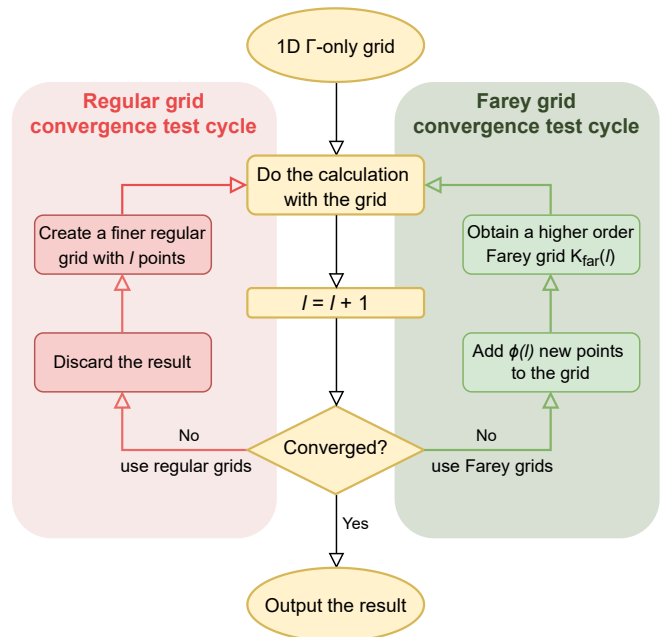 1D Γ-only grid
Regular grid
convergence test cycle
Farey grid
convergence test cycle
Do the calculation
with the grid
Create a finer regular
grid with l points
Obtain a higher order
Farey grid K_far(l)
l = l + 1
Discard the result
Add ϕ(l) new points
to the grid
Converged?
No
use regular grids
No
use Farey grids
Yes
Output the result